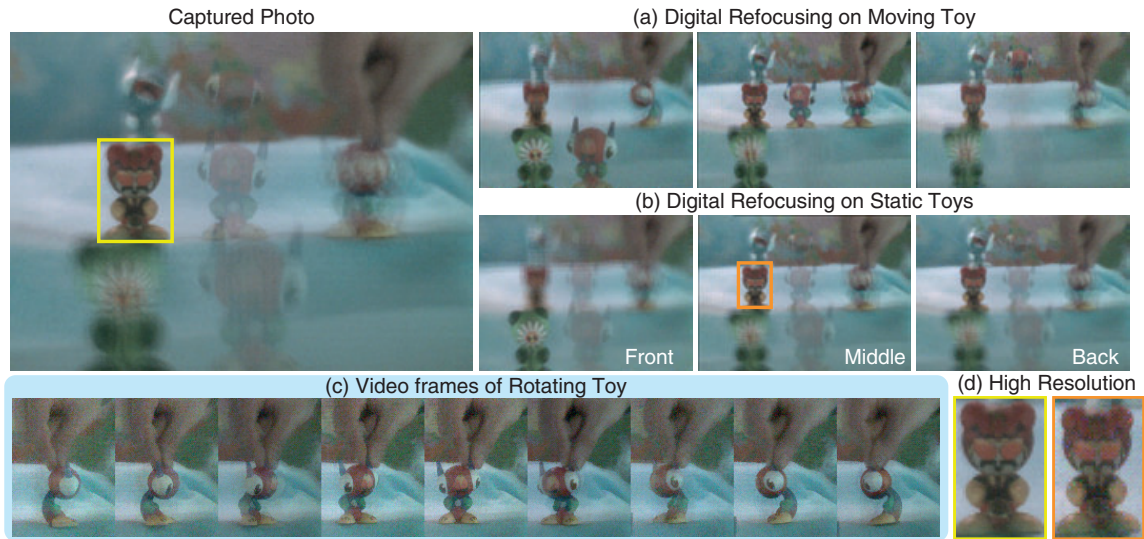 Captured Photo
(a) Digital Refocusing on Moving Toy
(b) Digital Refocusing on Static Toys
Front
Middle
Back
(c) Video frames of Rotating Toy
(d) High Resolution